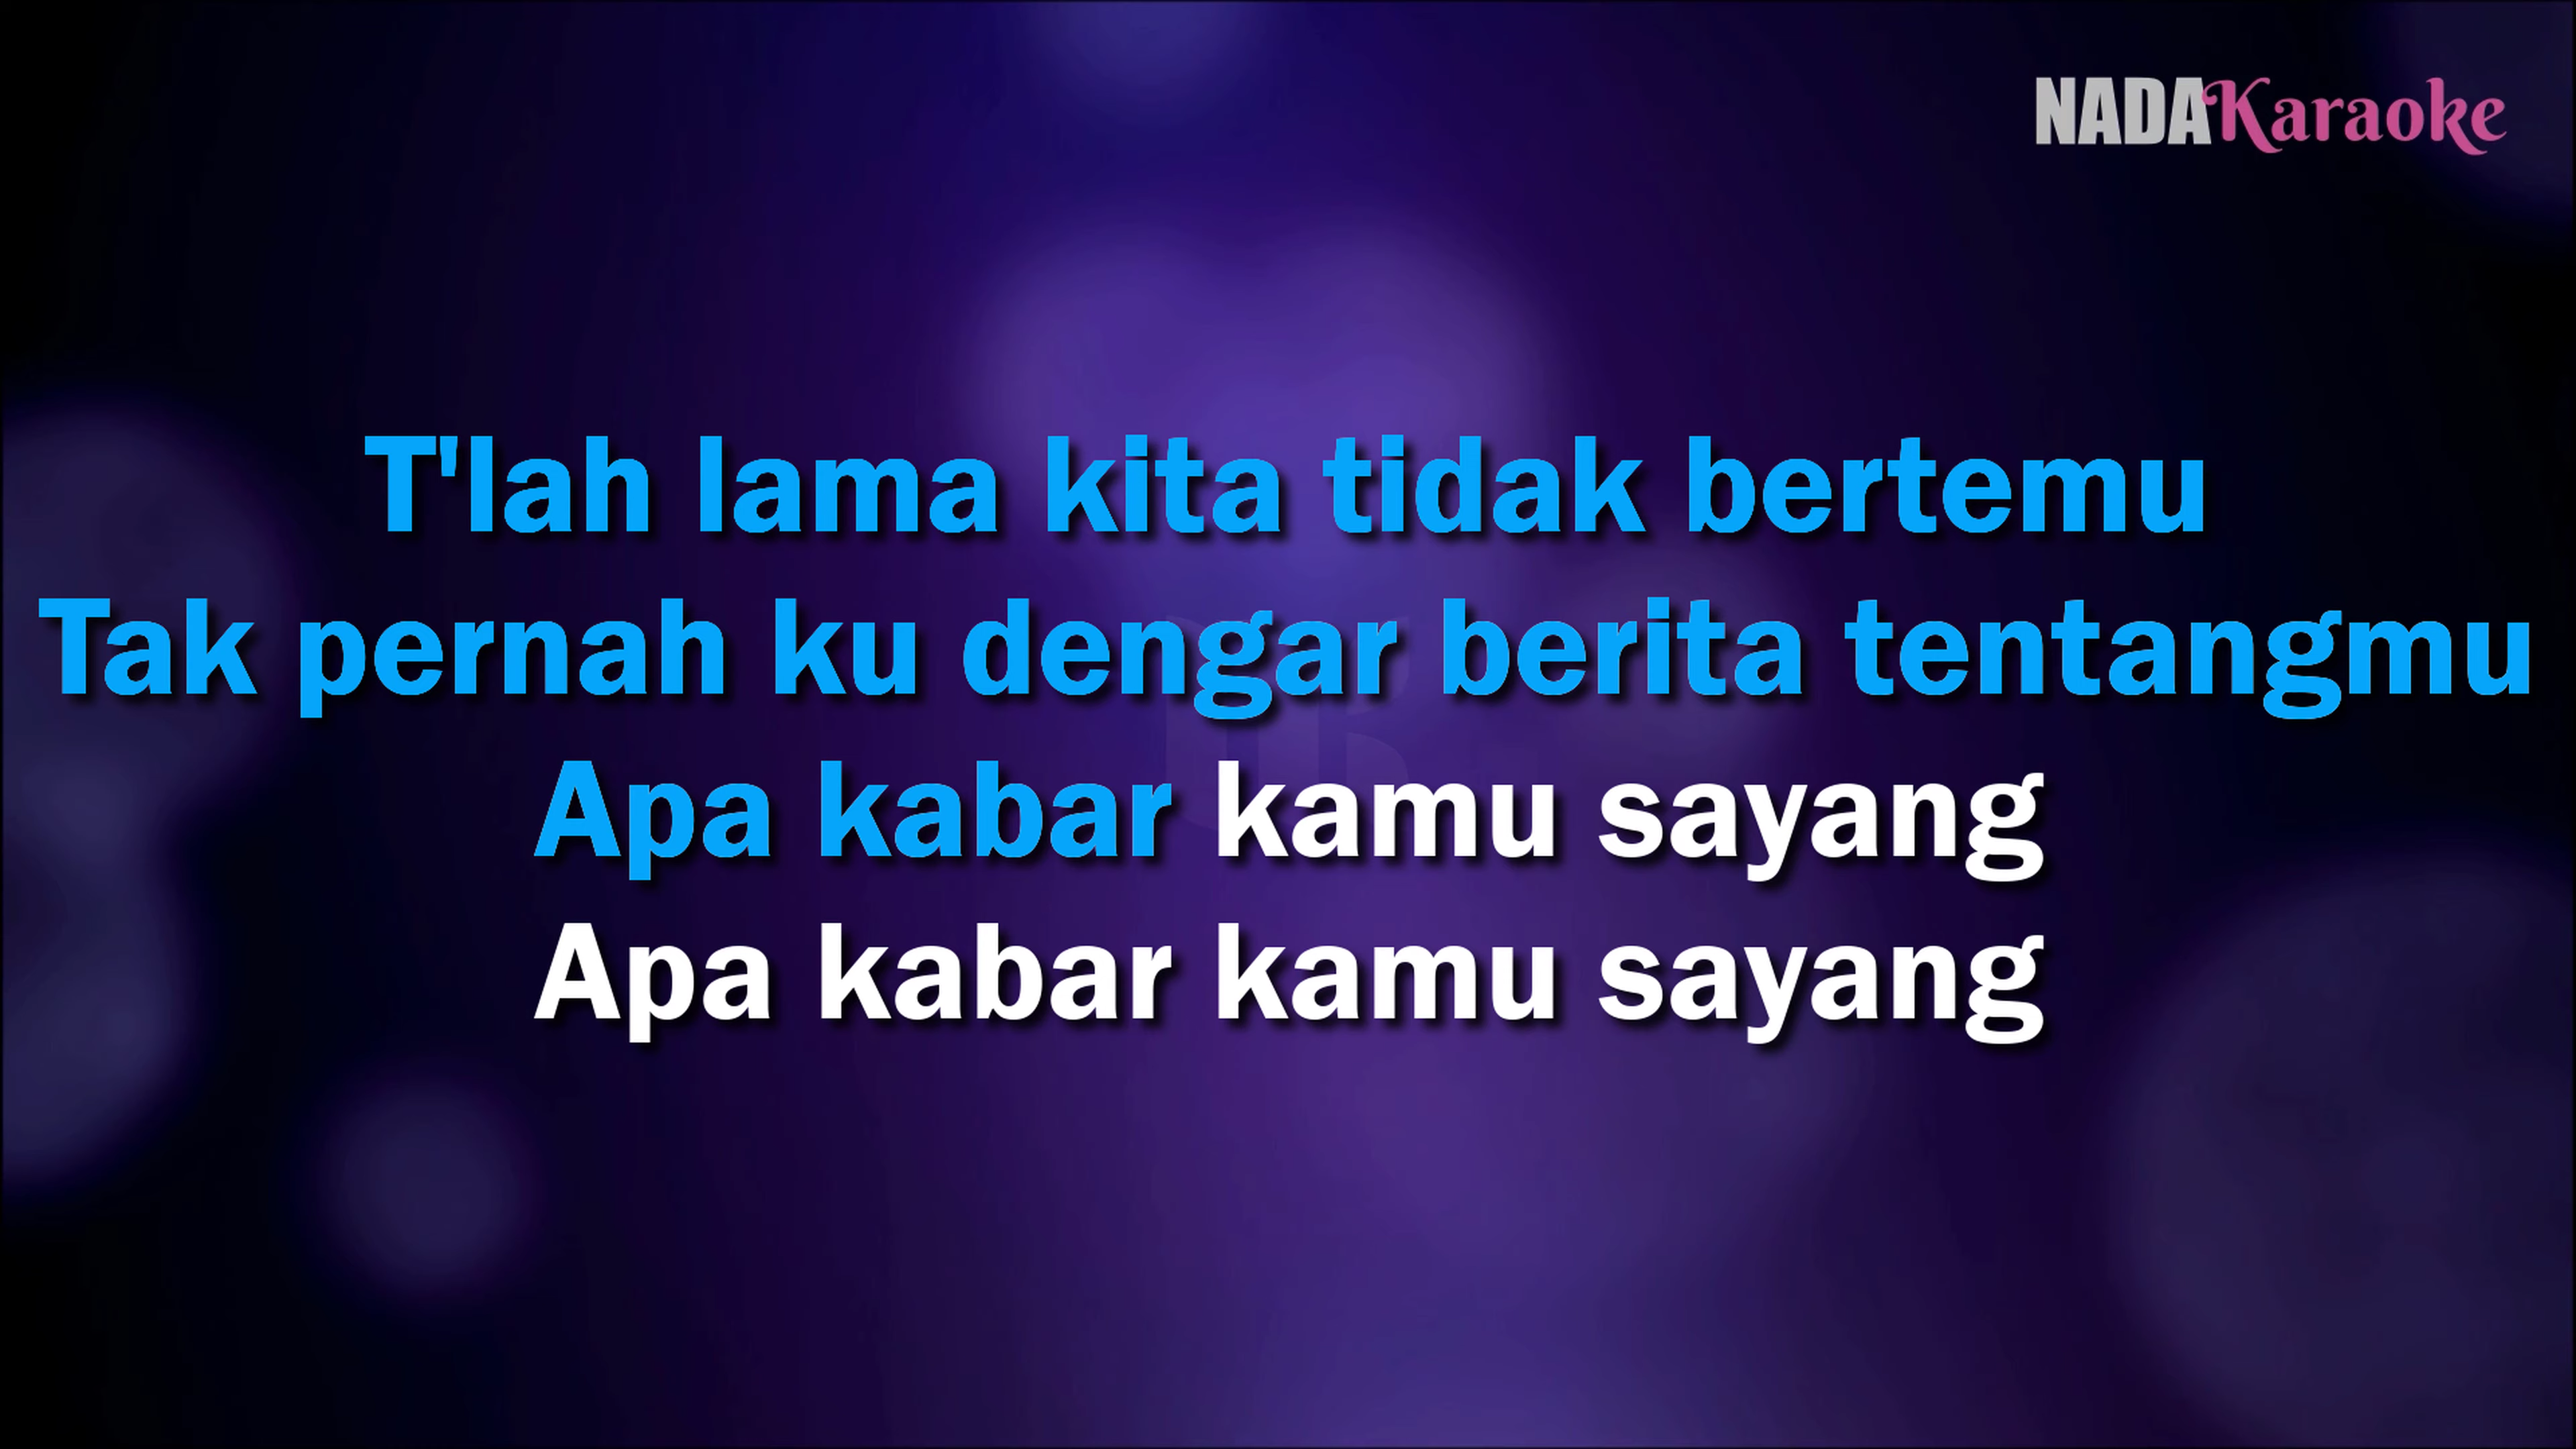 NADAKaraoke
T'lah lama kita tidak bertemu
Tak pernah ku dengar berita tentangmu
Apa kabar kamu sayang
Apa kabar kamu sayang